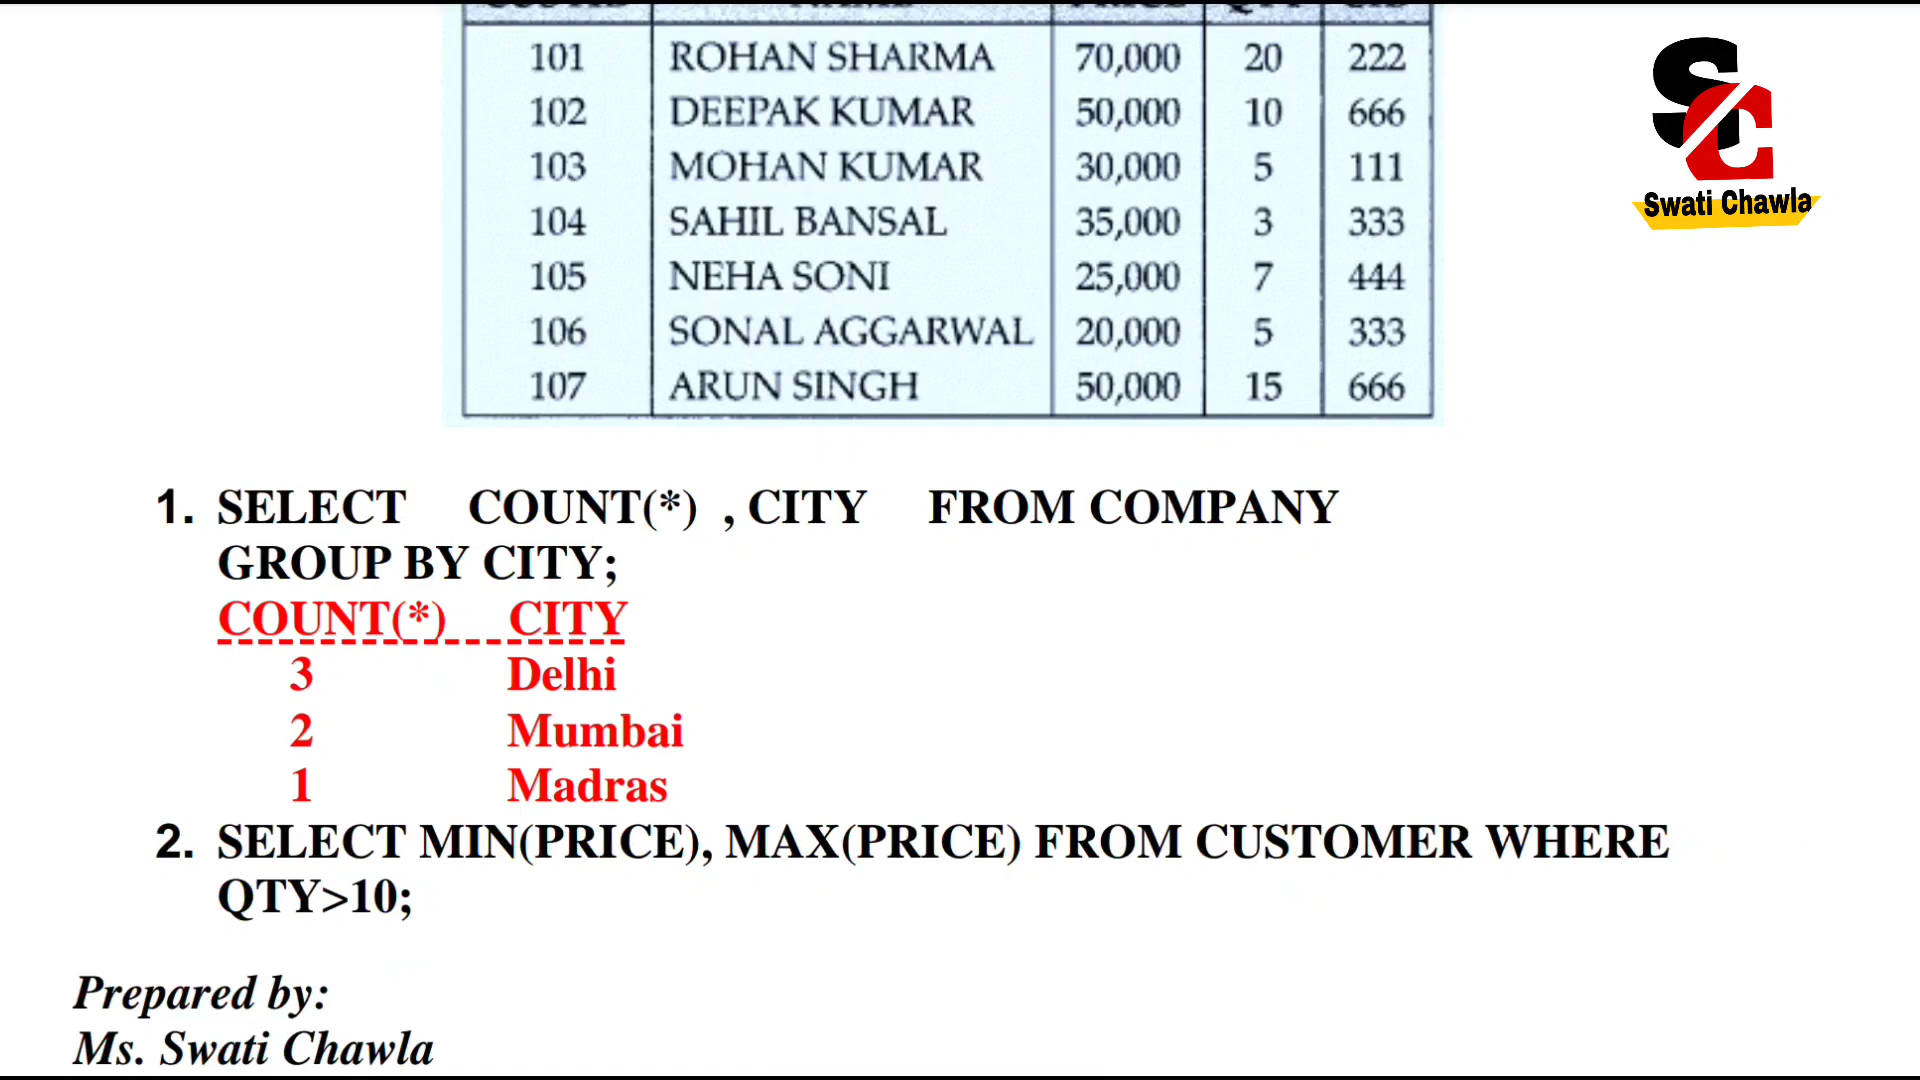 101 ROHAN SHARMA 70,000 20 222
102 DEEPAK KUMAR 50,000 10 666
103 MOHAN KUMAR 30,000 5 111
104 SAHIL BANSAL 35,000 3 333
105 NEHA SONI 25,000 7 444
106 SONAL AGGARWAL 20,000 5 333
107 ARUN SINGH 50,000 15 666
SC
Swati Chawla
1. SELECT COUNT(*) , CITY FROM COMPANY
GROUP BY CITY;
COUNT(*) CITY
3 Delhi
2 Mumbai
1 Madras
2. SELECT MIN(PRICE), MAX(PRICE) FROM CUSTOMER WHERE
QTY>10;
Prepared by:
Ms. Swati Chawla